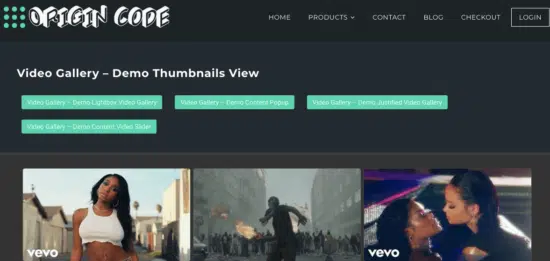 ORIGIN CODE
HOME PRODUCTS CONTACT BLOG CHECKOUT LOGIN
Video Gallery – Demo Thumbnails View
Video Gallery – Demo Lightbox Video Gallery Video Gallery – Demo Content Popup Video Gallery – Demo Justified Video Gallery
Video Gallery – Demo Content Video Slider
vevo vevo